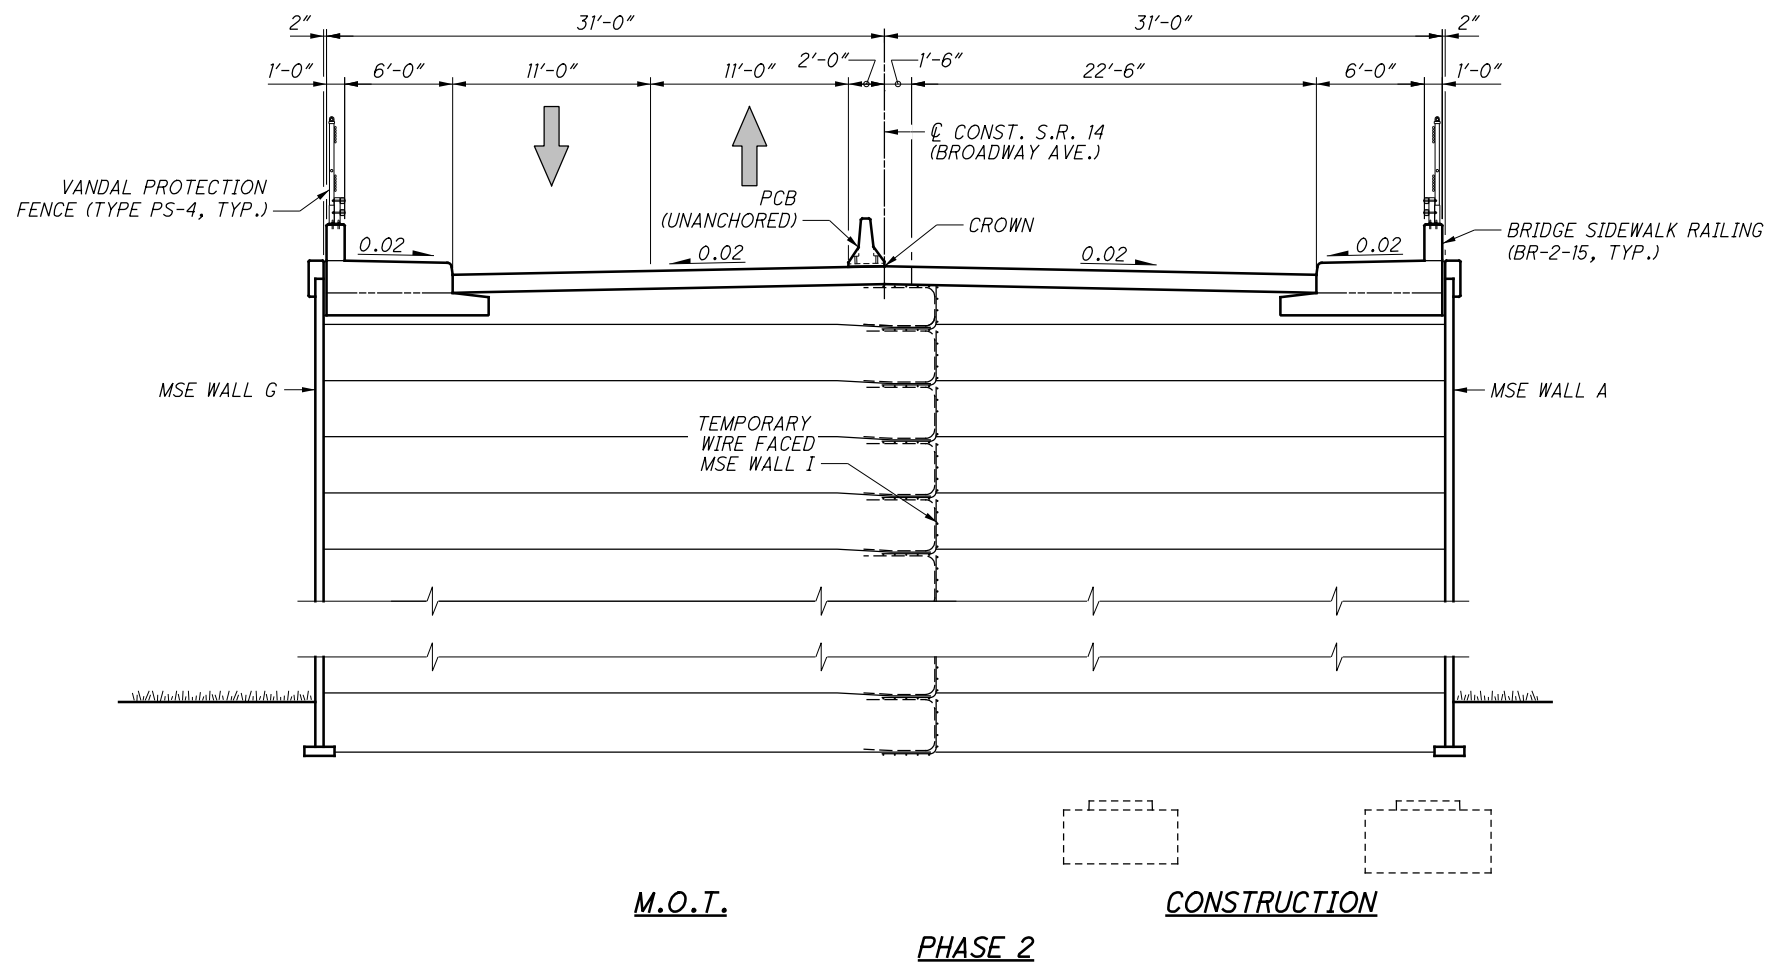 2" 31'-0" 31'-0" 2"
1'-0" 6'-0" 11'-0" 11'-0" 2'-0" 1'-6" 22'-6" 6'-0" 1'-0"
℄ CONST. S.R. 14
(BROADWAY AVE.)
VANDAL PROTECTION
FENCE (TYPE PS-4, TYP.)
PCB
(UNANCHORED)
CROWN
BRIDGE SIDEWALK RAILING
(BR-2-15, TYP.)
0.02 0.02 0.02 0.02
MSE WALL G
MSE WALL A
TEMPORARY
WIRE FACED
MSE WALL I
M.O.T. CONSTRUCTION
PHASE 2